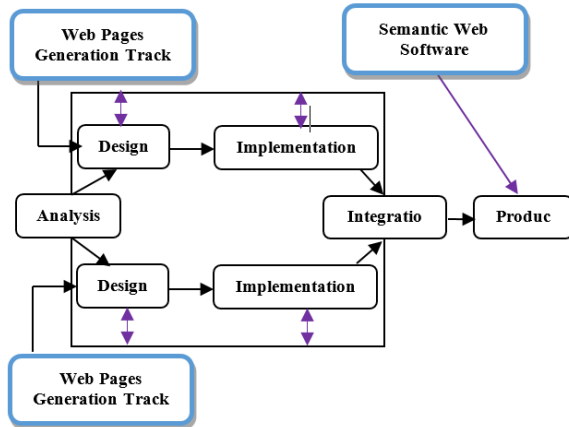 Web Pages
Generation Track
Semantic Web
Software
Design
Implementation
Analysis
Integratio
Produc
Design
Implementation
Web Pages
Generation Track